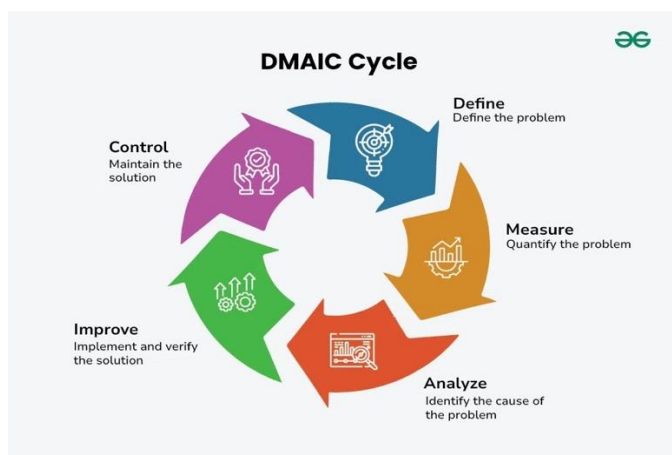 DMAIC Cycle
Define
Define the problem
Measure
Quantify the problem
Analyze
Identify the cause of
the problem
Improve
Implement and verify
the solution
Control
Maintain the
solution